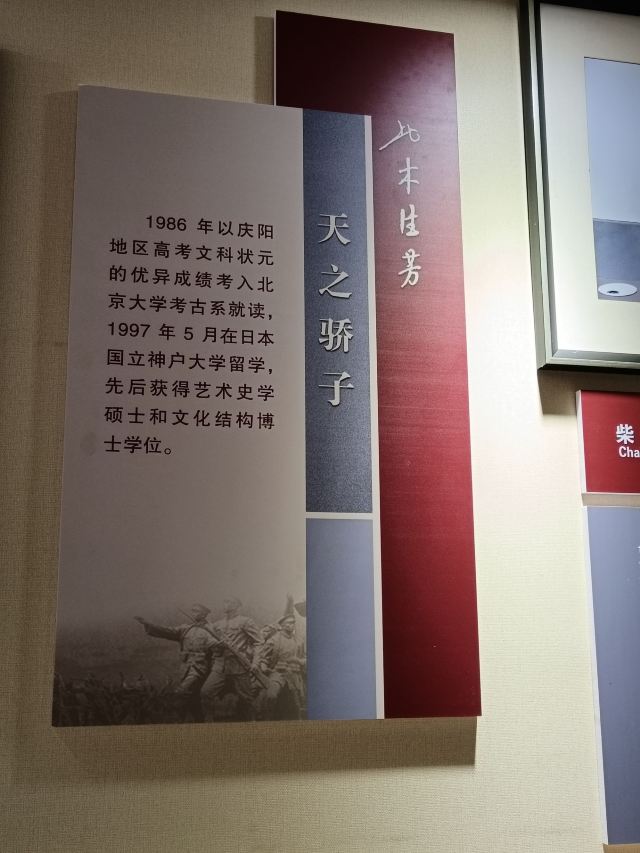 1986 年以庆阳
地区高考文科状元
的优异成绩考入北
京大学考古系就读，
1997 年 5 月在日本
国立神户大学留学，
先后获得艺术史学
硕士和文化结构博
士学位。
天之骄子
木生芳
柴
Cha